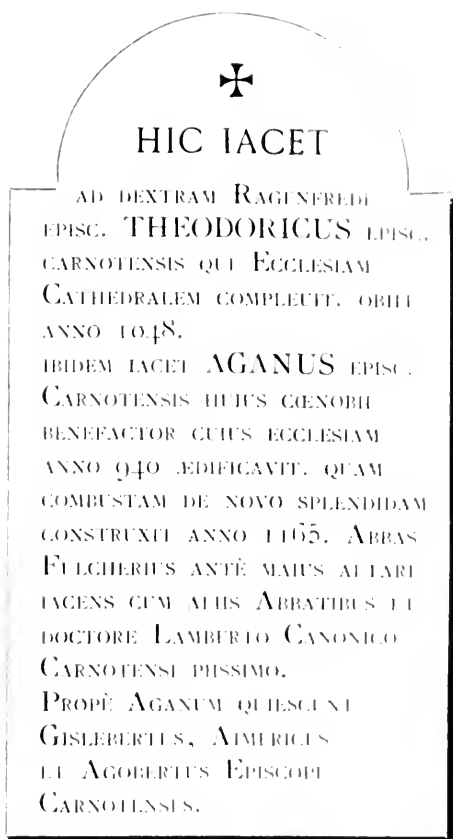 ✠
HIC IACET
AD DEXTRAM RAGENFREDI
EPISC. THEODORICUS EPISC.
CARNOTENSIS QUI ECCLESIAM
CATHEDRALEM COMPLEUIT. OBIIT
ANNO 1048.
IBIDEM IACET AGANUS EPISC.
CARNOTENSIS HUIUS CŒNOBII
BENEFACTOR CUIUS ECCLESIAM
ANNO 940 ÆDIFICAVIT. QUAM
COMBUSTAM DE NOVO SPLENDIDAM
CONSTRUXIT ANNO 1165. ABBAS
FULCHERIUS ANTÈ MAIUS ALTARE
IACENS CUM ALIIS ABBATIBUS ET
DOCTORE LAMBERTO CANONICO
CARNOTENSI PIISSIMO.
PROPÈ AGANUM QUIESCUNT
GISLEBERTUS, AIMERICUS
ET AGOBERTUS EPISCOPI
CARNOTENSES.